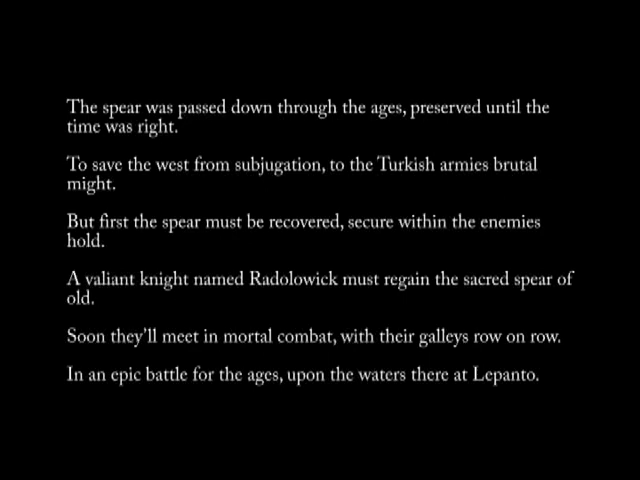 The spear was passed down through the ages, preserved until the
time was right.
To save the west from subjugation, to the Turkish armies brutal
might.
But first the spear must be recovered, secure within the enemies
hold.
A valiant knight named Radolowick must regain the sacred spear of
old.
Soon they'll meet in mortal combat, with their galleys row on row.
In an epic battle for the ages, upon the waters there at Lepanto.